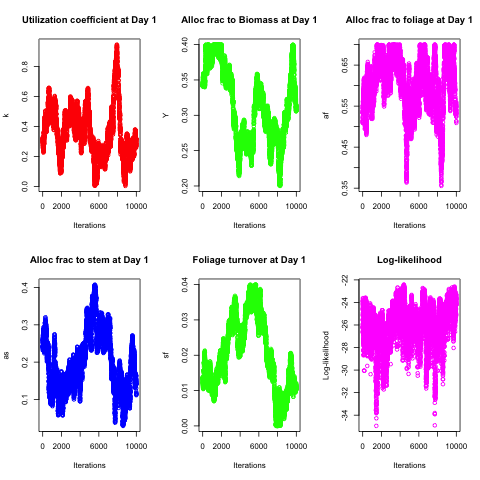 Utilization coefficient at Day 1
k
0.0 0.2 0.4 0.6 0.8
0 2000 6000 10000
Iterations
Alloc frac to Biomass at Day 1
Y
0.20 0.25 0.30 0.35 0.40
0 2000 6000 10000
Iterations
Alloc frac to foliage at Day 1
af
0.35 0.45 0.55 0.65
0 2000 6000 10000
Iterations
Alloc frac to stem at Day 1
as
0.1 0.2 0.3 0.4
0 2000 6000 10000
Iterations
Foliage turnover at Day 1
sf
0.00 0.01 0.02 0.03 0.04
0 2000 6000 10000
Iterations
Log-likelihood
Log-likelihood
-34 -30 -28 -26 -24 -22
0 2000 6000 10000
Iterations